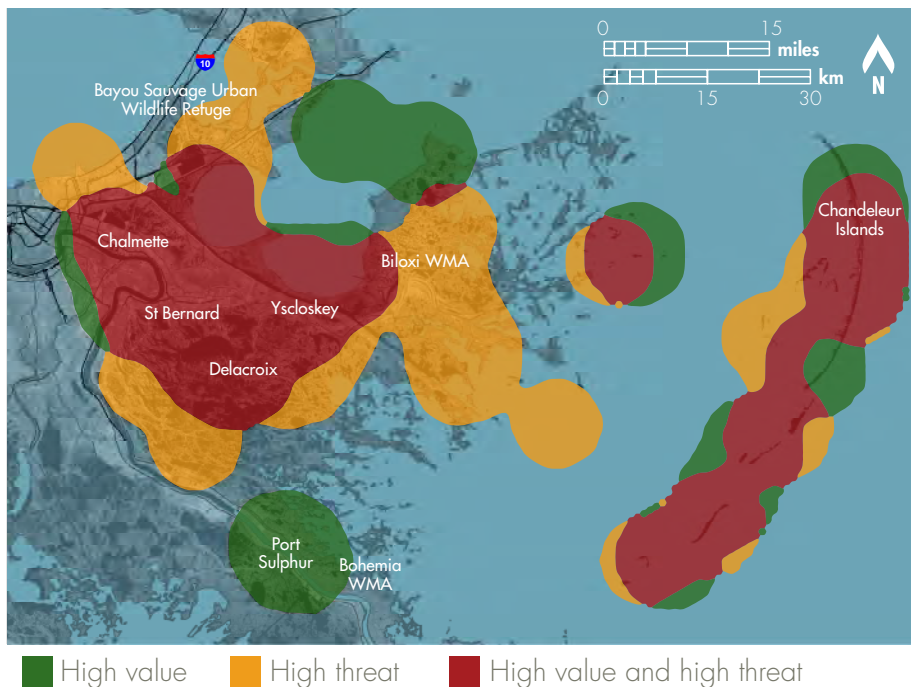 0 15
miles
km
0 15 30
N
10
Bayou Sauvage Urban
Wildlife Refuge
Chandeleur
Islands
Chalmette
Biloxi WMA
St Bernard
Yscloskey
Delacroix
Port
Sulphur
Bohemia
WMA
High value
High threat
High value and high threat